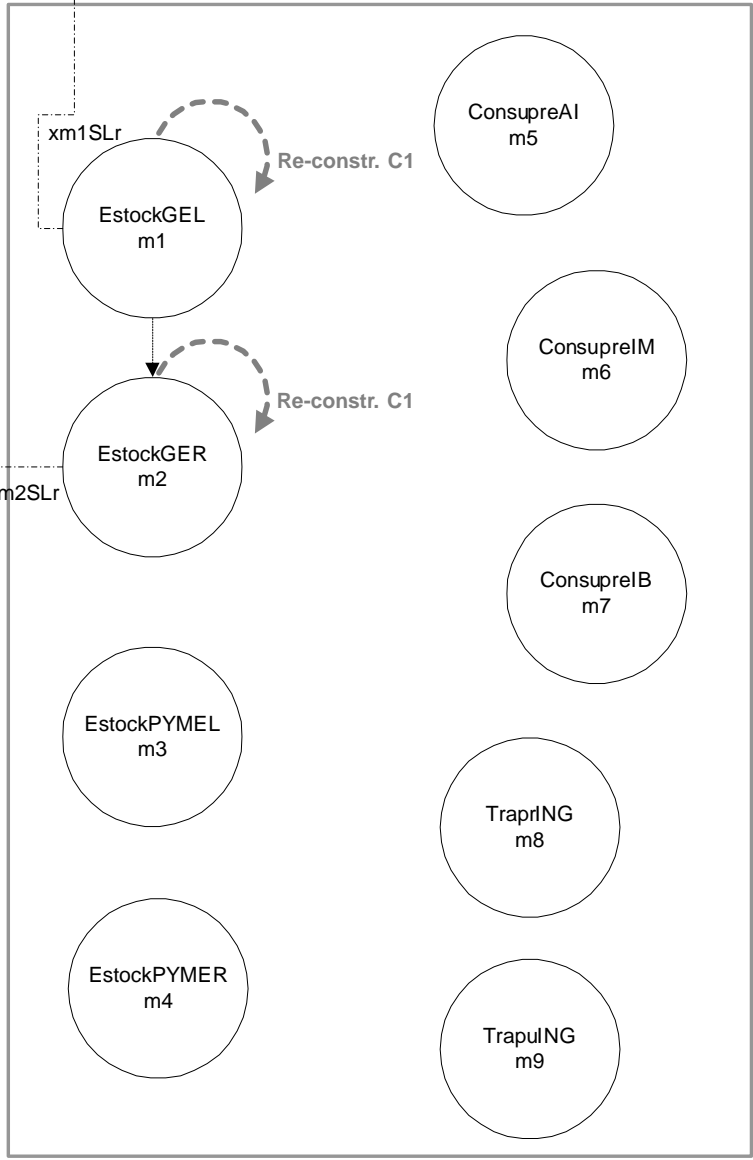 xm1SLr
Re-constr. C1
EstockGEL
m1
Re-constr. C1
EstockGER
m2
m2SLr
EstockPYMEL
m3
EstockPYMER
m4
ConsupreAI
m5
ConsupreIM
m6
ConsupreIB
m7
TraprING
m8
TrapuING
m9